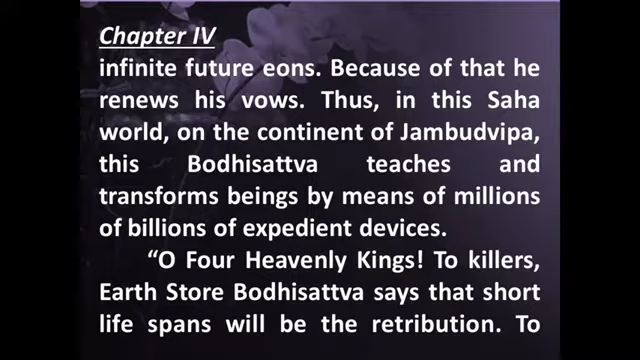 Chapter IV
infinite future eons. Because of that he
renews his vows. Thus, in this Saha
world, on the continent of Jambudvipa,
this Bodhisattva teaches and
transforms beings by means of millions
of billions of expedient devices.
“O Four Heavenly Kings! To killers,
Earth Store Bodhisattva says that short
life spans will be the retribution. To